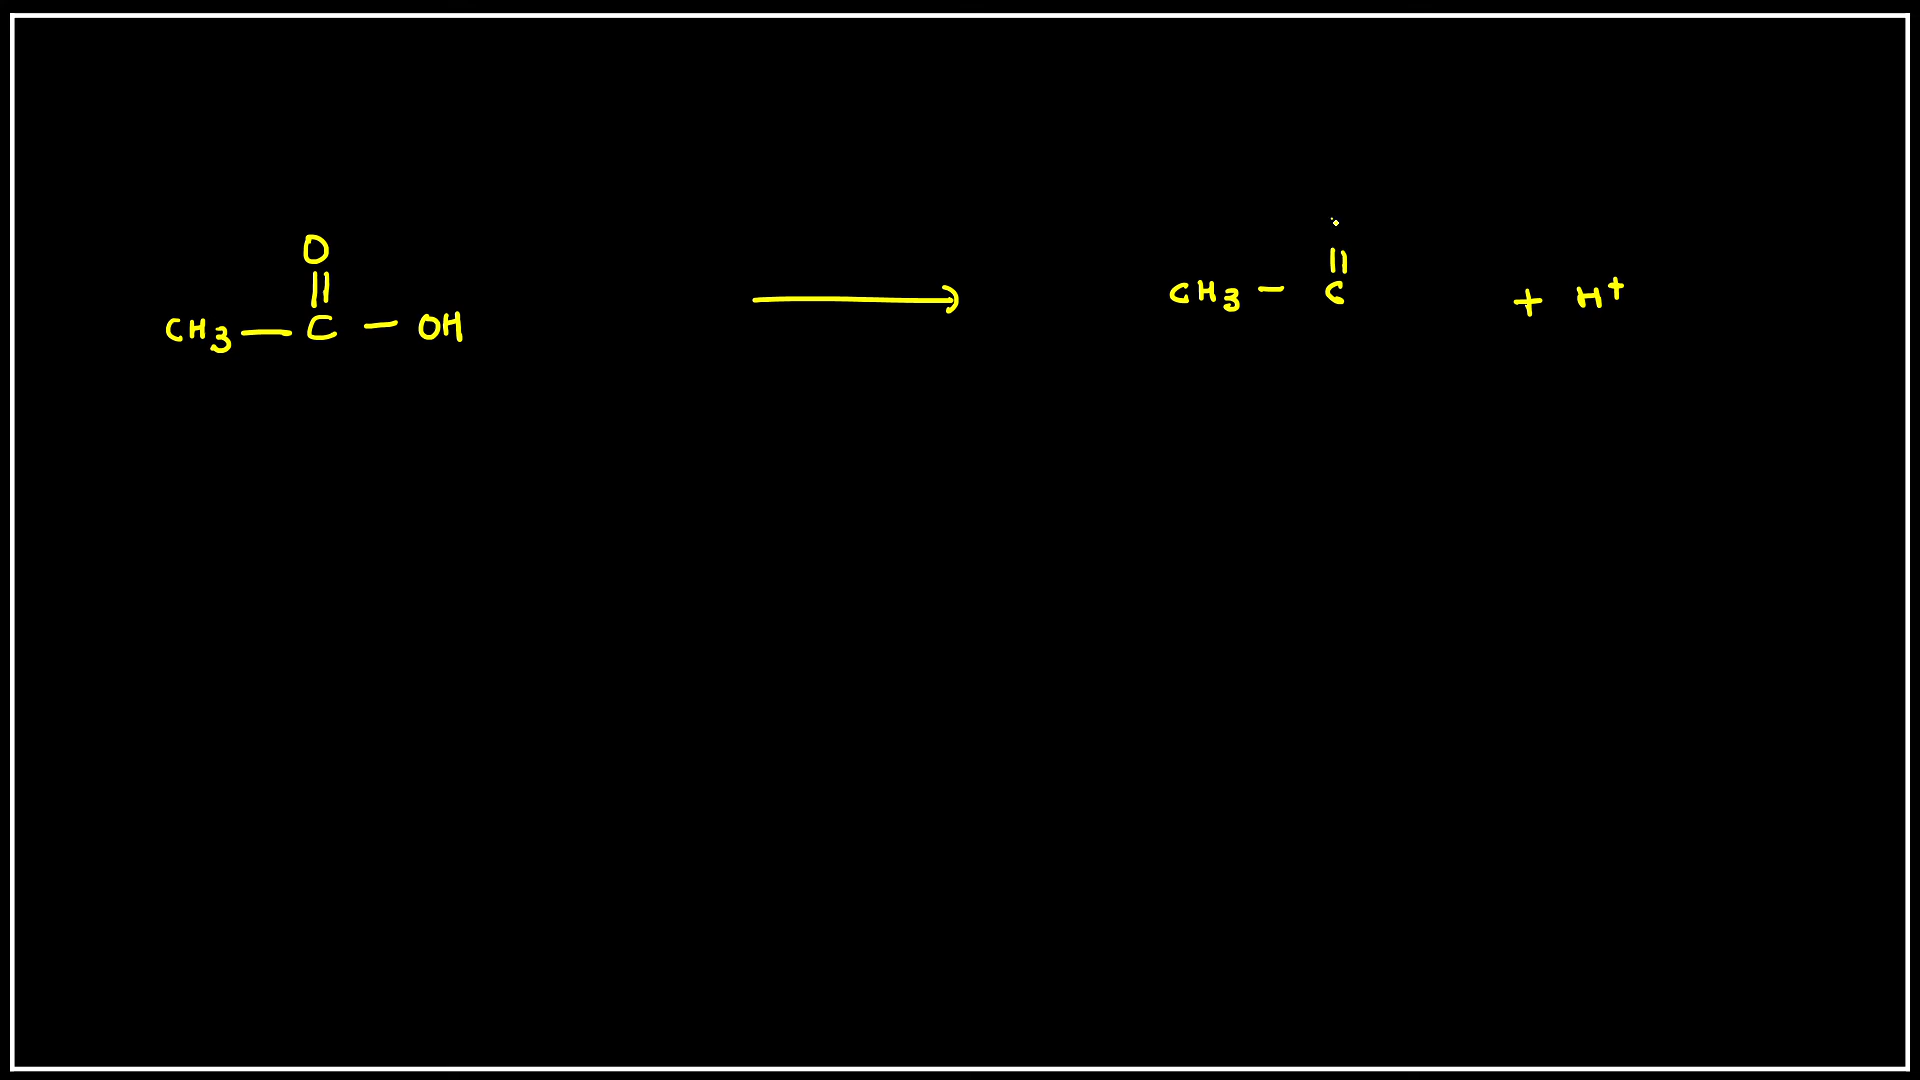 O
||
CH3 — C — OH ⟶ CH3 - C + H+
||